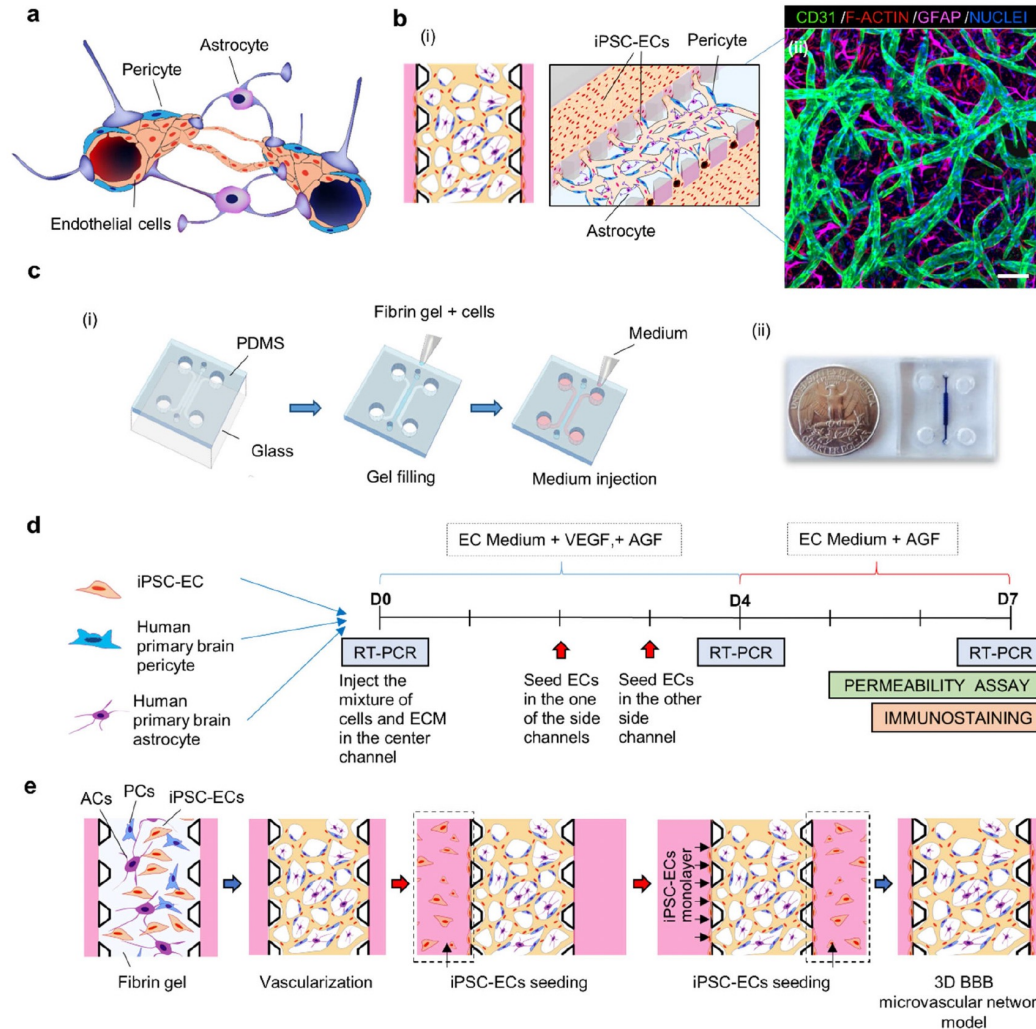 a
Astrocyte
Pericyte
Endothelial cells
b
(i)
iPSC-ECs
Pericyte
Astrocyte
CD31 /F-ACTIN/GFAP/NUCLEI
(ii)
c
(i)
PDMS
Glass
Fibrin gel + cells
Gel filling
Medium
Medium injection
(ii)
d
iPSC-EC
Human
primary brain
pericyte
Human
primary brain
astrocyte
EC Medium + VEGF,+ AGF
EC Medium + AGF
D0
D4
D7
RT-PCR
RT-PCR
RT-PCR
Inject the
mixture of
cells and ECM
in the center
channel
Seed ECs
in the one
of the side
channels
Seed ECs
in the other
side
channel
PERMEABILITY ASSAY
IMMUNOSTAINING
e
ACs
PCs
iPSC-ECs
Fibrin gel
Vascularization
iPSC-ECs seeding
iPSC-ECs
monolayer
iPSC-ECs seeding
3D BBB
microvascular network
model